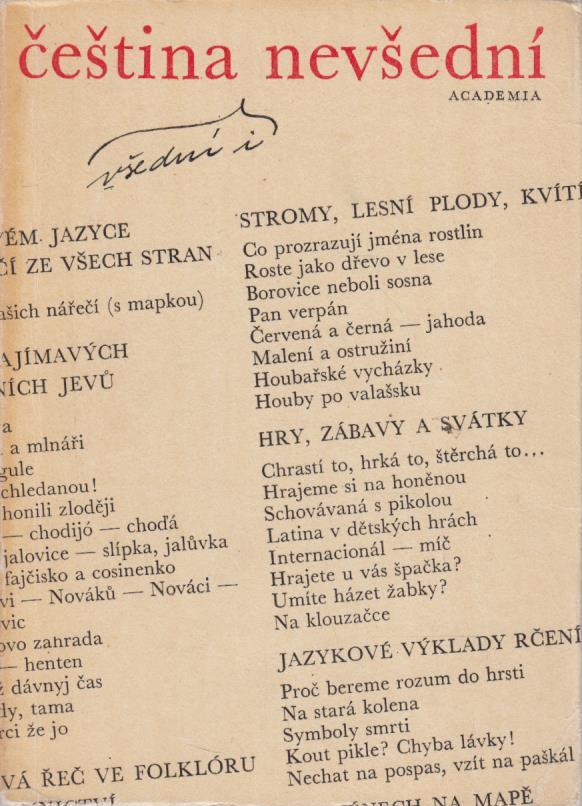 čeština nevšední
ACADEMIA
všední i
VÉM JAZYCE
ČÍ ZE VŠECH STRAN
ašich nářečí (s mapkou)
AJÍMAVÝCH
NÍCH JEVŮ
a
a mlnáři
gule
chledanou!
honili zloději
— chodijó — choďá
jalovice — slípka, jalůvka
fajčisko a cosinenko
vi — Nováků — Nováci —
vic
ovo zahrada
— henten
ž dávnyj čas
dy, tama
rci že jo
VÁ ŘEČ VE FOLKLÓRU
NICTVÍ
STROMY, LESNÍ PLODY, KVÍTÍ
Co prozrazují jména rostlin
Roste jako dřevo v lese
Borovice neboli sosna
Pan verpán
Červená a černá — jahoda
Malení a ostružiní
Houbařské vycházky
Houby po valašsku
HRY, ZÁBAVY A SVÁTKY
Chrastí to, hrká to, štěrchá to...
Hrajeme si na honěnou
Schovávaná s pikolou
Latina v dětských hrách
Internacionál — míč
Hrajete u vás špačka?
Umíte házet žabky?
Na klouzačce
JAZYKOVÉ VÝKLADY RČENÍ
Proč bereme rozum do hrsti
Na stará kolena
Symboly smrti
Kout pikle? Chyba lávky!
Nechat na pospas, vzít na paškál
NECH NA MAPĚ